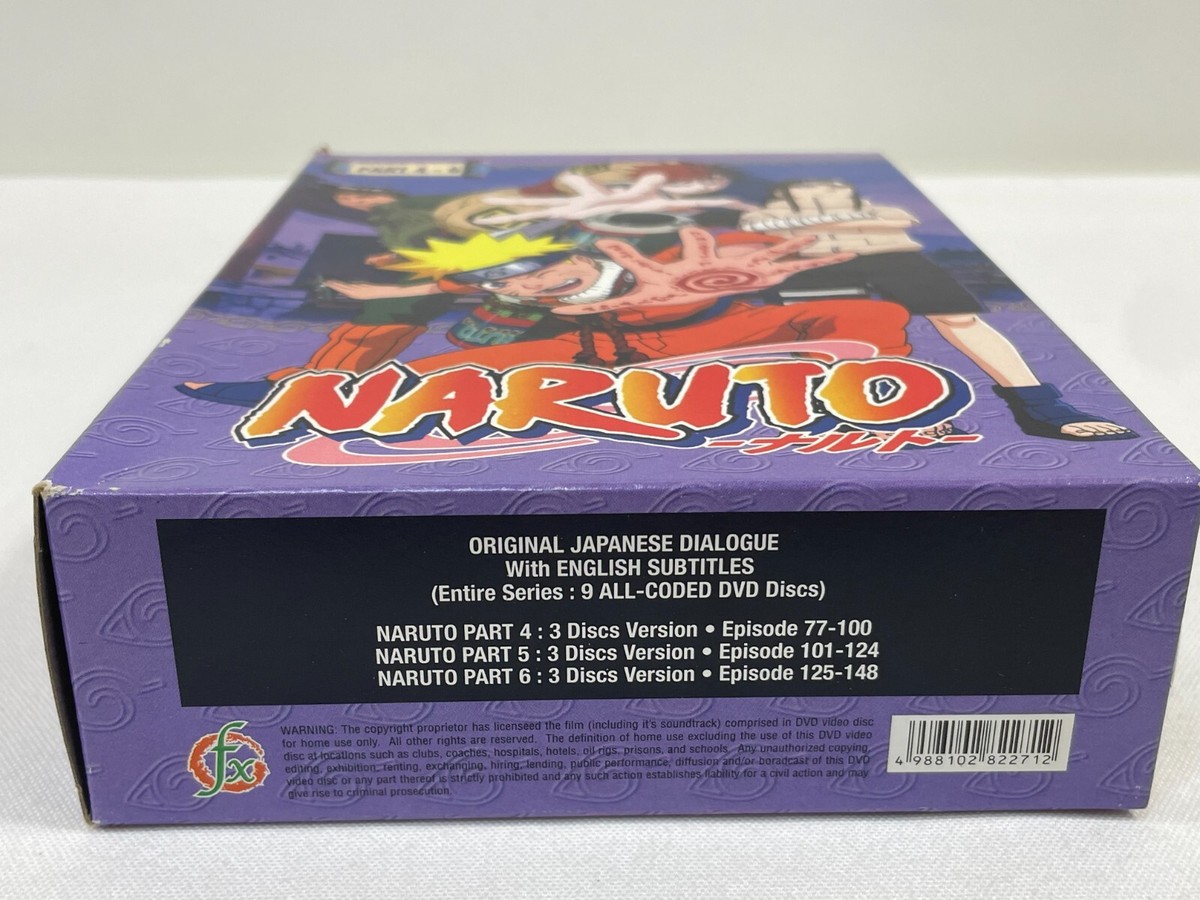 PART 4 - 6
NARUTO
-ナルト-
ORIGINAL JAPANESE DIALOGUE
With ENGLISH SUBTITLES
(Entire Series : 9 ALL-CODED DVD Discs)
NARUTO PART 4 : 3 Discs Version • Episode 77-100
NARUTO PART 5 : 3 Discs Version • Episode 101-124
NARUTO PART 6 : 3 Discs Version • Episode 125-148
fx
WARNING: The copyright proprietor has licenseed the film (including it's soundtrack) comprised in DVD video disc
for home use only. All other rights are reserved. The definition of home use excluding the use of this DVD video
disc at locations such as clubs, coaches, hospitals, hotels, oil rigs, prisons, and schools. Any unauthorized copying,
editing, exhibition, renting, exchanging, hiring, lending, public performance, diffusion and/or boradcast of this DVD
video disc or any part thereof is strictly prohibited and any such action establishes liability for a civil action and may
give rise to criminal prosecution.
4 988102 822712